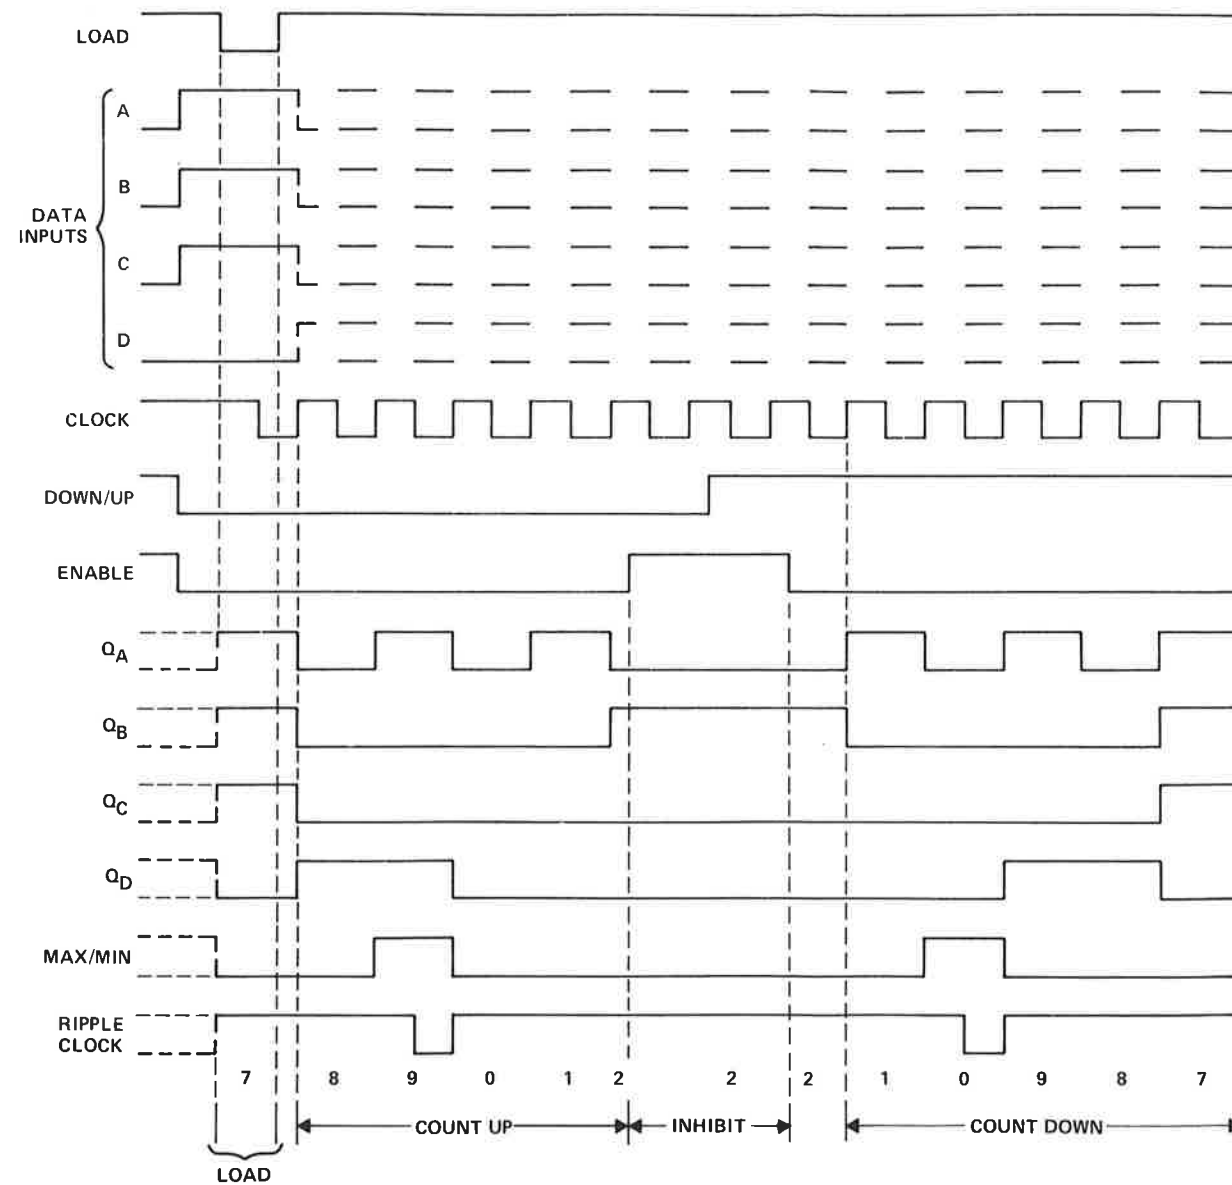 LOAD
A
B
DATA
INPUTS
C
D
CLOCK
DOWN/UP
ENABLE
QA
QB
QC
QD
MAX/MIN
RIPPLE
CLOCK
7 8 9 0 1 2 2 2 1 0 9 8 7
COUNT UP INHIBIT COUNT DOWN
LOAD